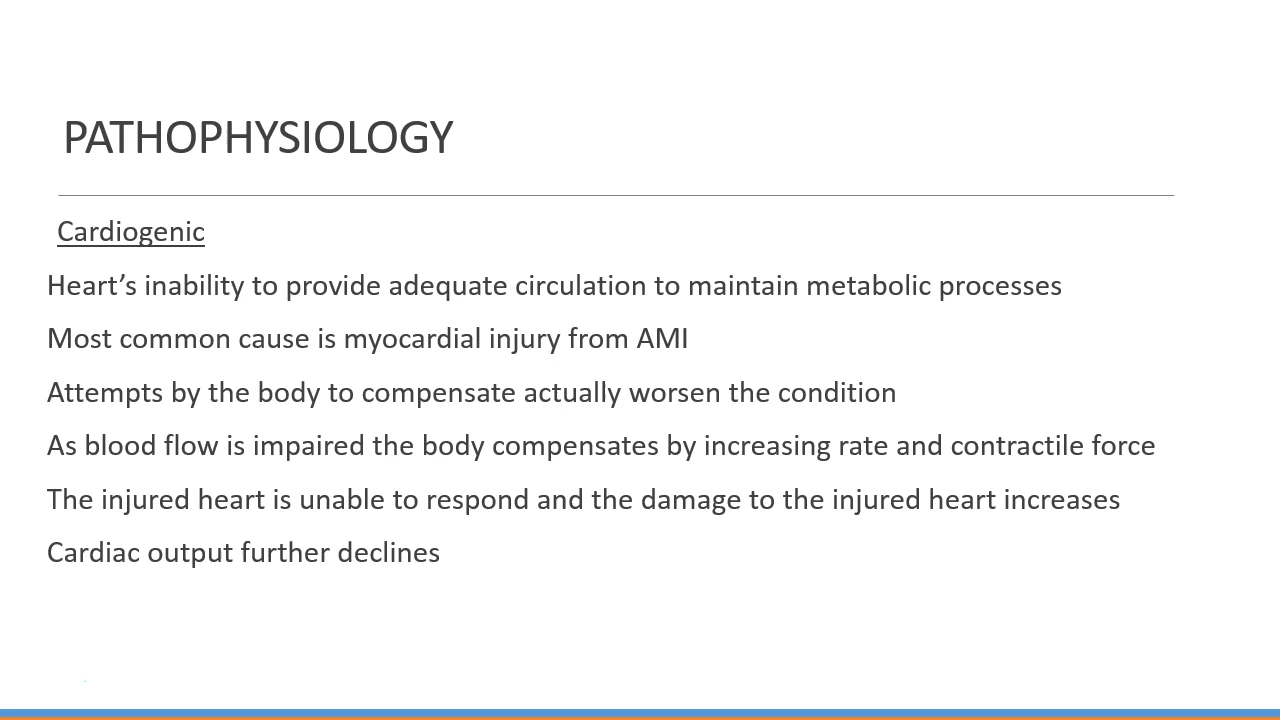 PATHOPHYSIOLOGY
Cardiogenic
Heart’s inability to provide adequate circulation to maintain metabolic processes
Most common cause is myocardial injury from AMI
Attempts by the body to compensate actually worsen the condition
As blood flow is impaired the body compensates by increasing rate and contractile force
The injured heart is unable to respond and the damage to the injured heart increases
Cardiac output further declines